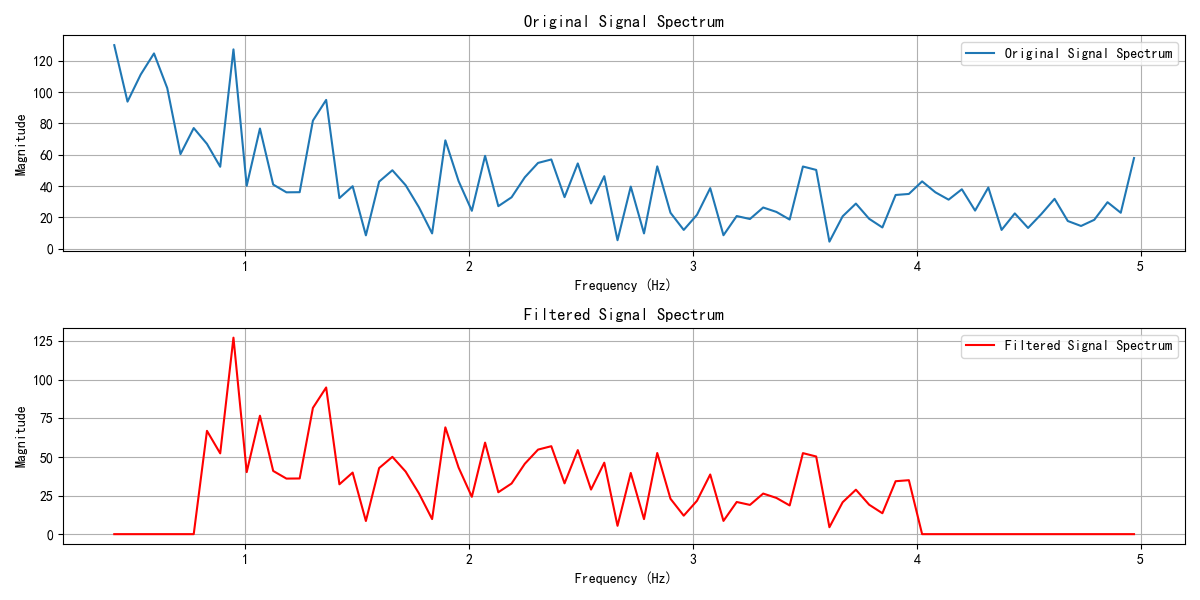 Original Signal Spectrum
Original Signal Spectrum
120
100
80
60
40
20
0
Magnitude
1 2 3 4 5
Frequency (Hz)
Filtered Signal Spectrum
Filtered Signal Spectrum
125
100
75
50
25
0
Magnitude
1 2 3 4 5
Frequency (Hz)